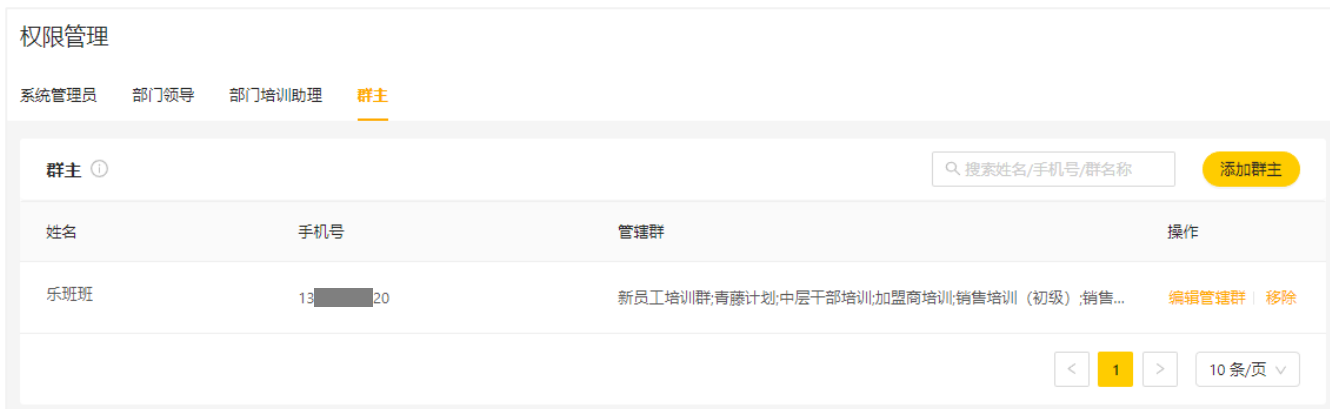 权限管理
系统管理员 部门领导 部门培训助理 群主
群主
搜索姓名/手机号/群名称 添加群主
姓名 手机号 管辖群 操作
乐班班 13 20 新员工培训群;青藤计划;中层干部培训;加盟商培训;销售培训（初级）;销售... 编辑管辖群 移除
< 1 > 10 条/页